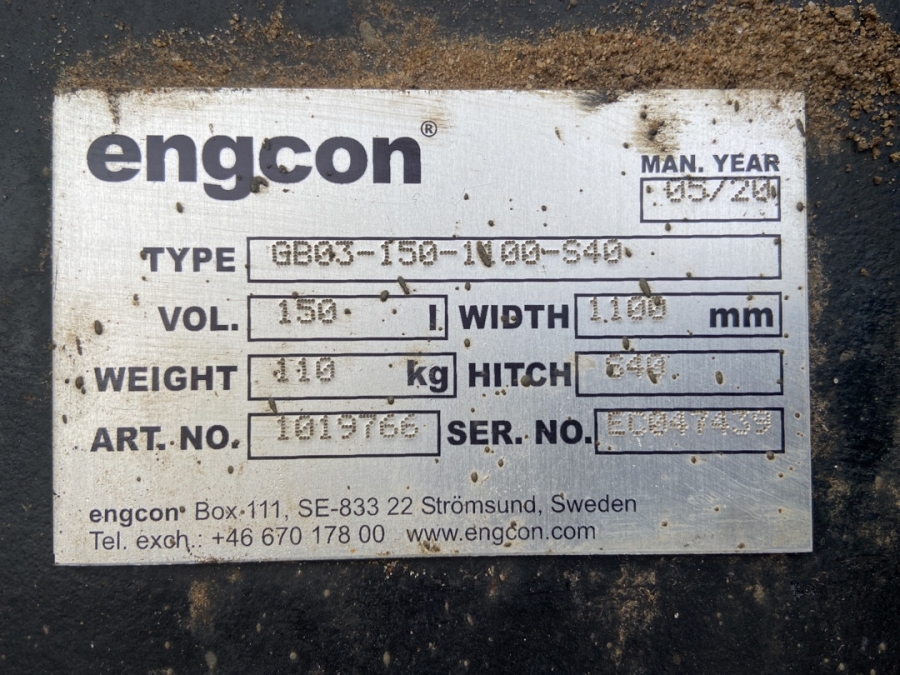 engcon®
MAN. YEAR
05/20
TYPE GB03-150-1100-S40
VOL. 150 l WIDTH 1100 mm
WEIGHT 110 kg HITCH S40
ART. NO. 1019766 SER. NO. EC047439
engcon Box 111, SE-833 22 Strömsund, Sweden
Tel. exch.: +46 670 178 00 www.engcon.com